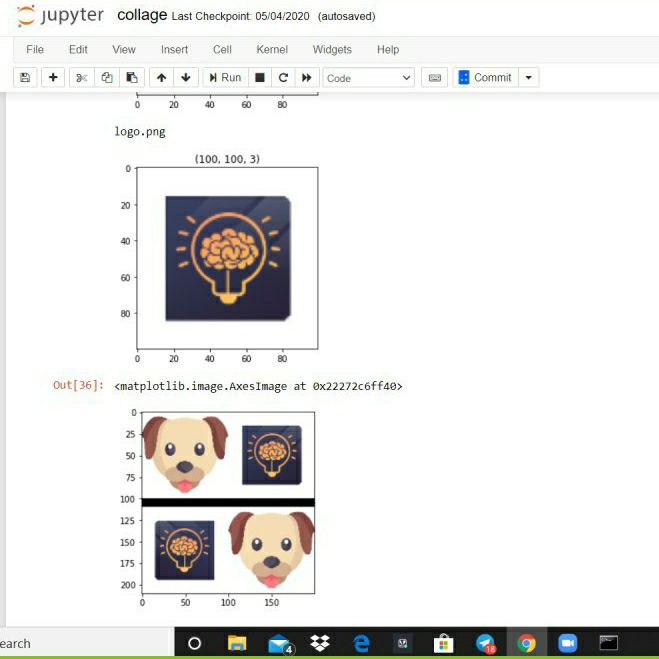 jupyter collage Last Checkpoint: 05/04/2020 (autosaved)
File Edit View Insert Cell Kernel Widgets Help
Run Code Commit
0 20 40 60 80
logo.png
(100, 100, 3)
0
20
40
60
80
0 20 40 60 80
Out[36]: <matplotlib.image.AxesImage at 0x22272c6ff40>
0
25
50
75
100
125
150
175
200
0 50 100 150
earch
4
18